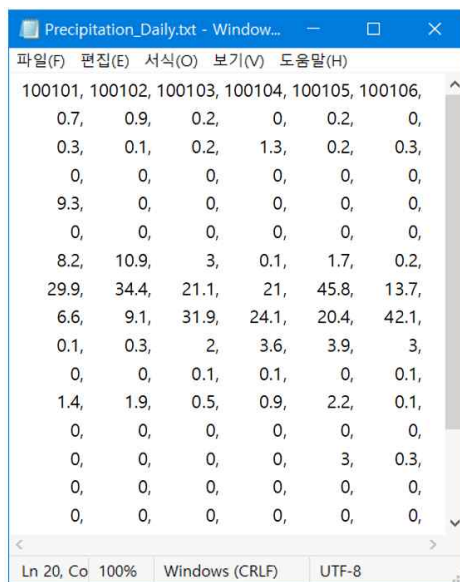 Precipitation_Daily.txt - Window...
파일(F) 편집(E) 서식(O) 보기(V) 도움말(H)
100101, 100102, 100103, 100104, 100105, 100106,
0.7, 0.9, 0.2, 0, 0.2, 0,
0.3, 0.1, 0.2, 1.3, 0.2, 0.3,
0, 0, 0, 0, 0, 0,
9.3, 0, 0, 0, 0, 0,
0, 0, 0, 0, 0, 0,
8.2, 10.9, 3, 0.1, 1.7, 0.2,
29.9, 34.4, 21.1, 21, 45.8, 13.7,
6.6, 9.1, 31.9, 24.1, 20.4, 42.1,
0.1, 0.3, 2, 3.6, 3.9, 3,
0, 0, 0.1, 0.1, 0, 0.1,
1.4, 1.9, 0.5, 0.9, 2.2, 0.1,
0, 0, 0, 0, 0, 0,
0, 0, 0, 0, 3, 0.3,
0, 0, 0, 0, 0, 0,
0, 0, 0, 0, 0, 0,
Ln 20, Co 100% Windows (CRLF) UTF-8